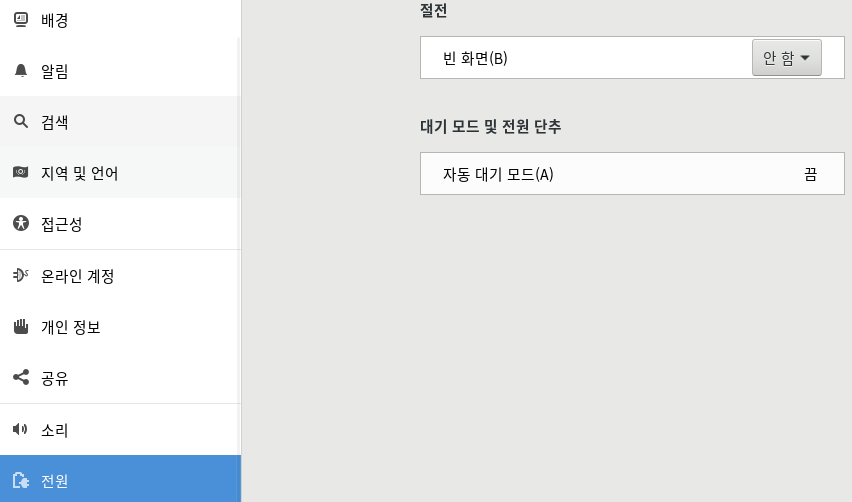 배경
알림
검색
지역 및 언어
접근성
온라인 계정
개인 정보
공유
소리
전원
절전
빈 화면(B)
안 함
대기 모드 및 전원 단추
자동 대기 모드(A)
끔